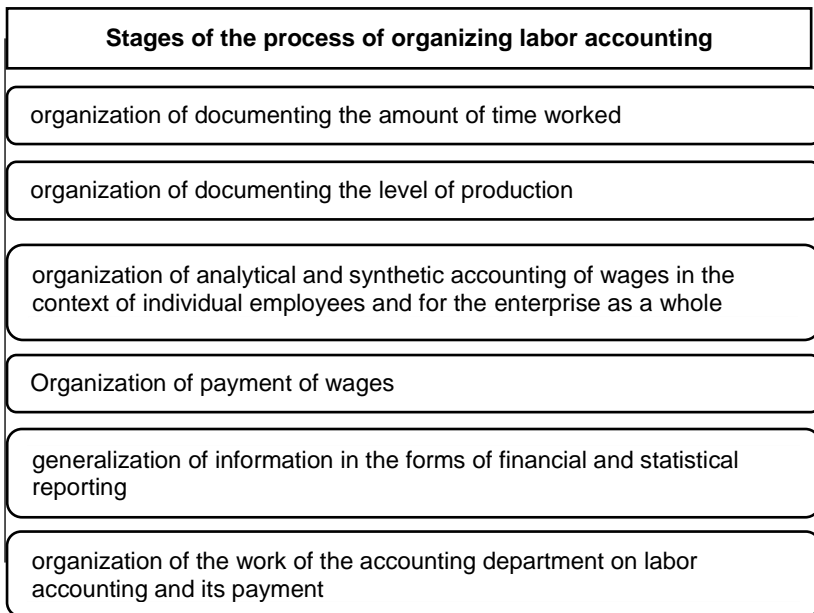 Stages of the process of organizing labor accounting
organization of documenting the amount of time worked
organization of documenting the level of production
organization of analytical and synthetic accounting of wages in the
context of individual employees and for the enterprise as a whole
Organization of payment of wages
generalization of information in the forms of financial and statistical
reporting
organization of the work of the accounting department on labor
accounting and its payment